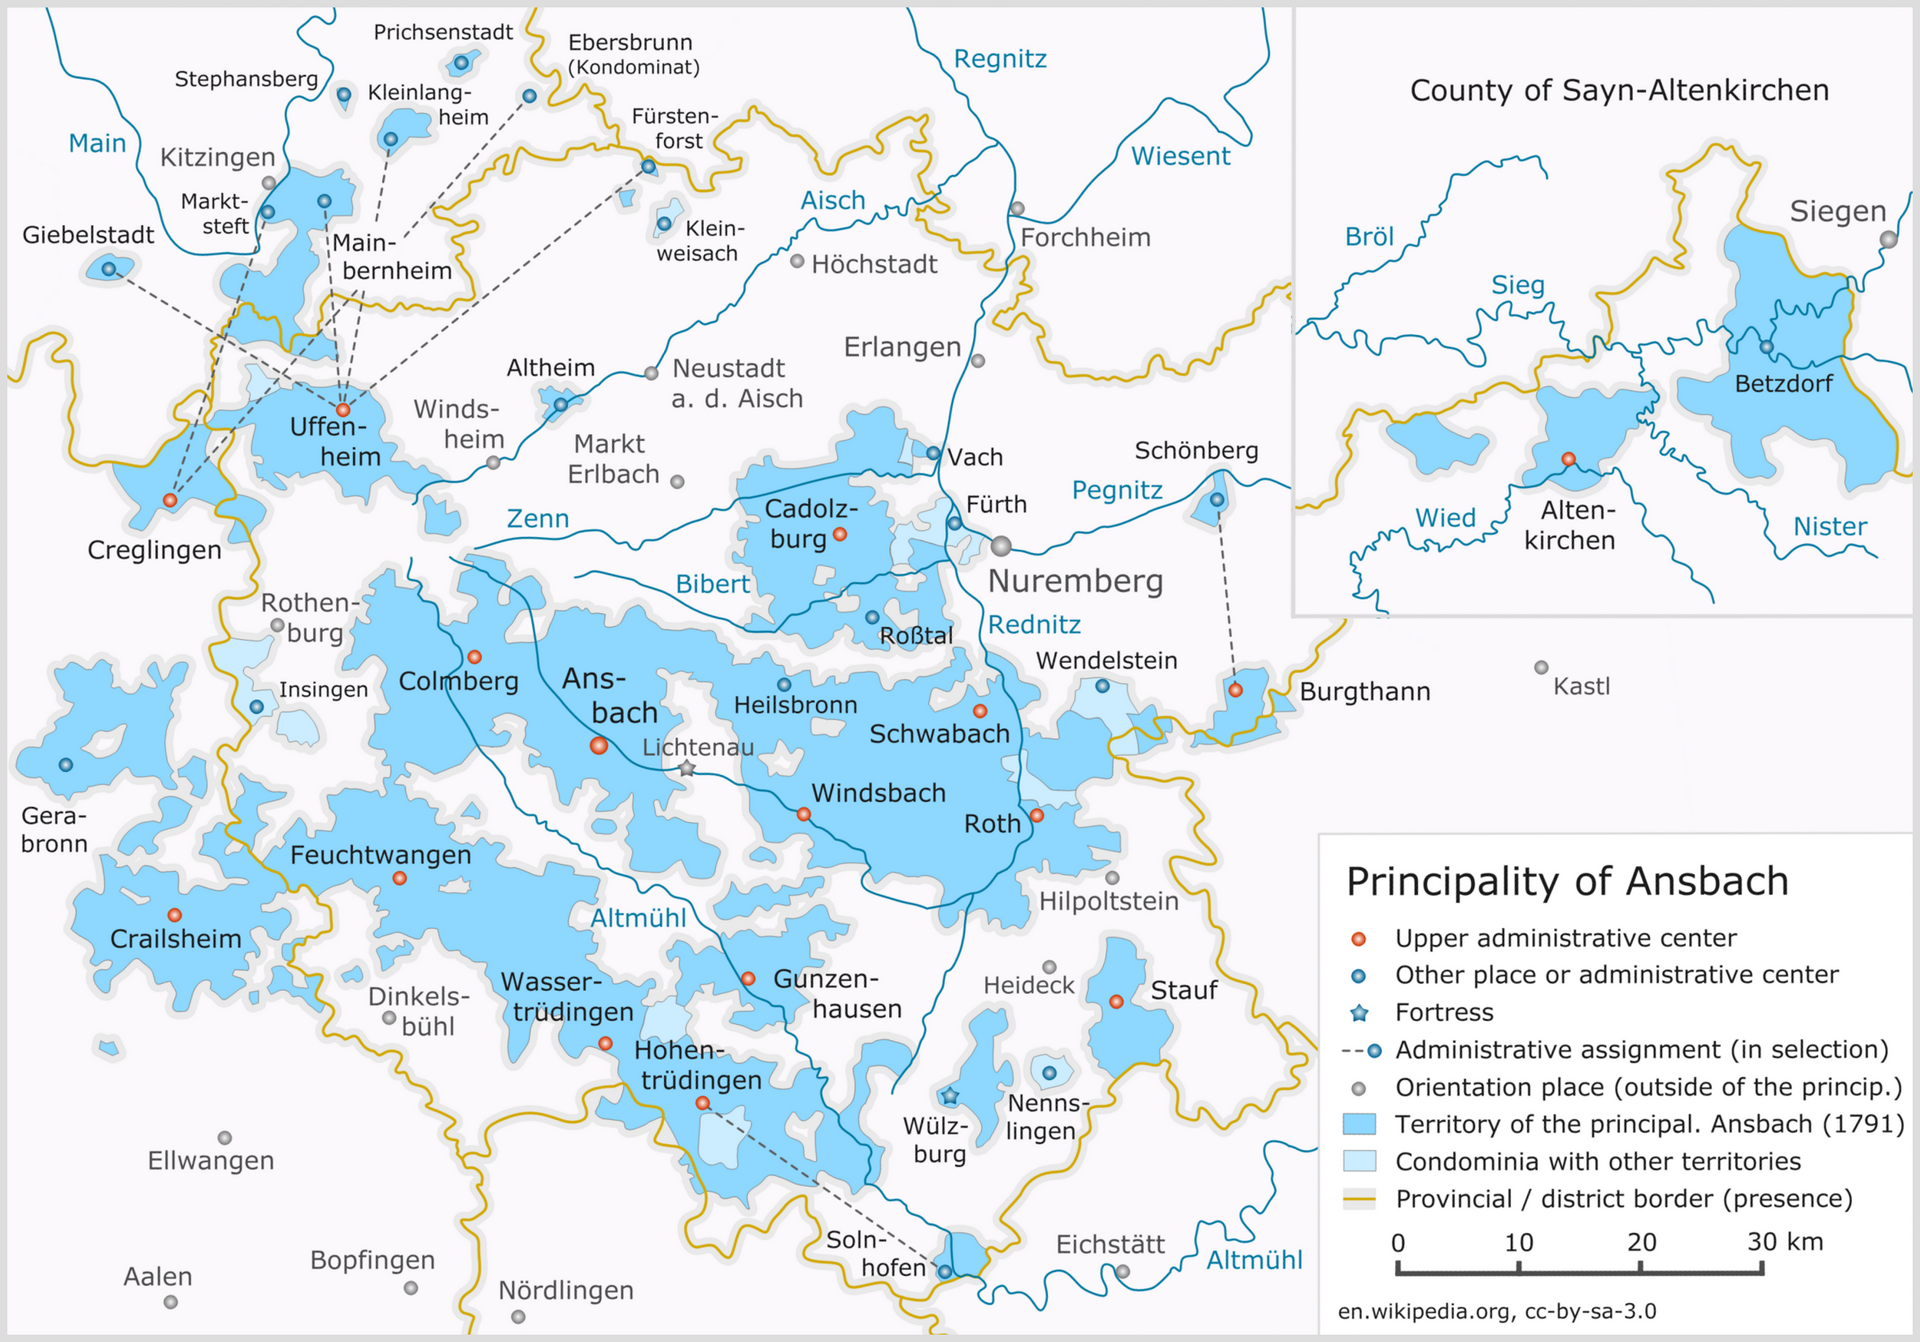 Prichsenstadt
Ebersbrunn
(Kondominat)
Regnitz
Stephansberg
Kleinlang-
heim
Fürsten-
forst
Main
Kitzingen
Wiesent
Markt-
steft
Aisch
Giebelstadt
Main-
bernheim
Klein-
weisach
Forchheim
Höchstadt
Erlangen
Altheim
Neustadt
a. d. Aisch
Winds-
heim
Uffen-
heim
Markt
Erlbach
Vach
Schönberg
Creglingen
Zenn
Cadolz-
burg
Fürth
Pegnitz
Nuremberg
Bibert
Rothen-
burg
Roßtal
Rednitz
Insingen
Colmberg
Ans-
bach
Heilsbronn
Wendelstein
Burgthann
Kastl
Schwabach
Lichtenau
Gera-
bronn
Windsbach
Roth
Feuchtwangen
Crailsheim
Altmühl
Hilpoltstein
Dinkels-
bühl
Wasser-
trüdingen
Gunzen-
hausen
Heideck
Stauf
Hohen-
trüdingen
Wülz-
burg
Nenns-
lingen
Ellwangen
Soln-
hofen
Eichstätt
Altmühl
Aalen
Bopfingen
Nördlingen
County of Sayn-Altenkirchen
Siegen
Bröl
Sieg
Betzdorf
Wied
Alten-
kirchen
Nister
Principality of Ansbach
Upper administrative center
Other place or administrative center
Fortress
Administrative assignment (in selection)
Orientation place (outside of the princip.)
Territory of the principal. Ansbach (1791)
Condominia with other territories
Provincial / district border (presence)
0 10 20 30 km
en.wikipedia.org, cc-by-sa-3.0